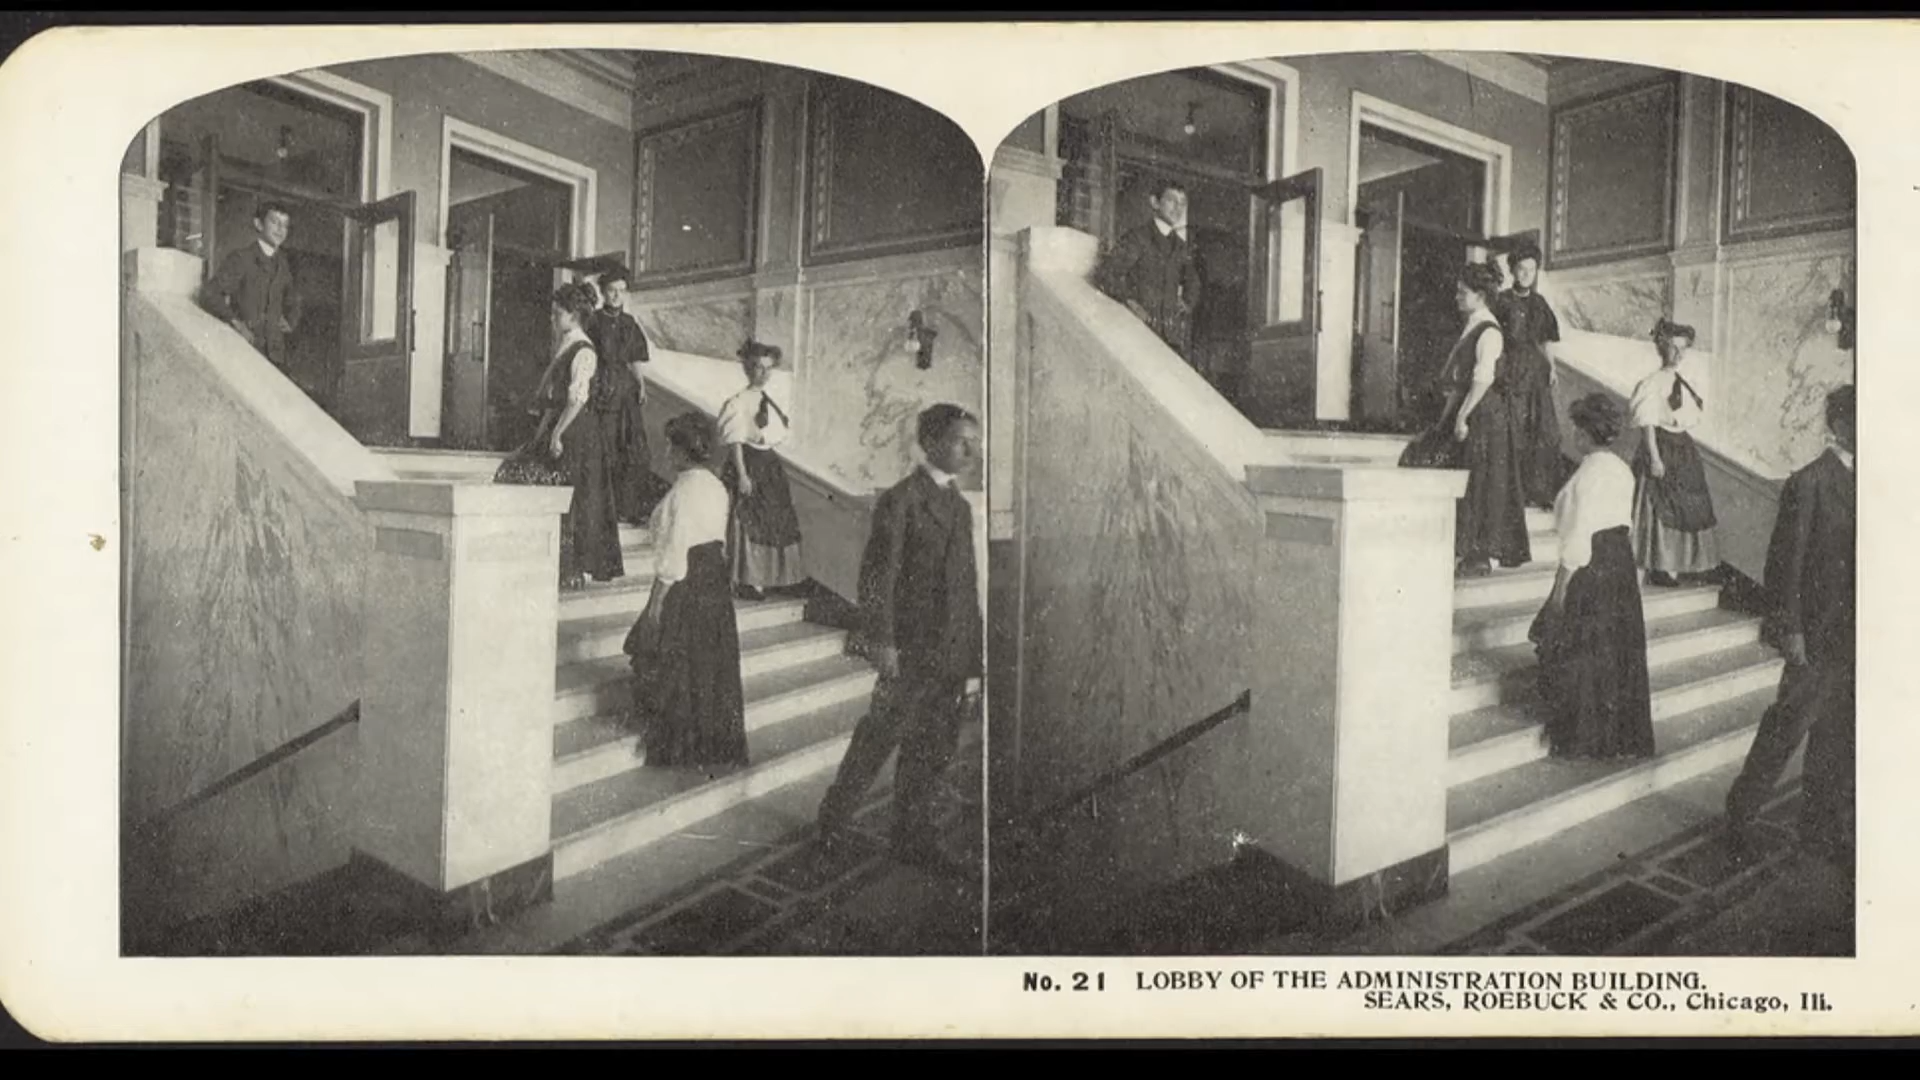 No. 21 LOBBY OF THE ADMINISTRATION BUILDING.
SEARS, ROEBUCK & CO., Chicago, Ill.